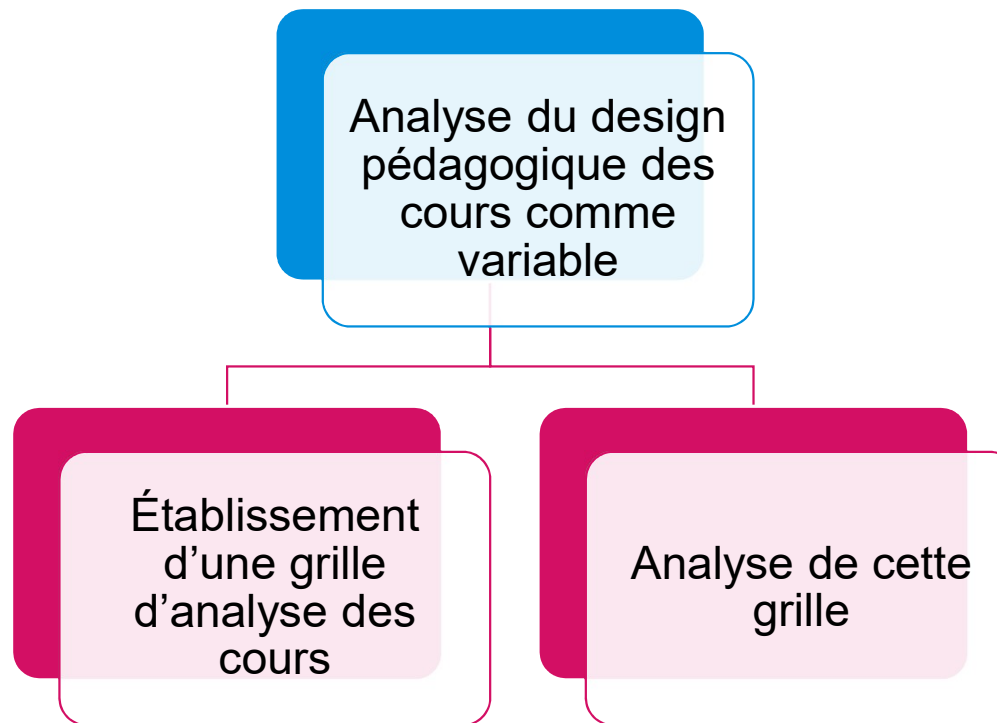 Analyse du design
pédagogique des
cours comme
variable
Établissement
d’une grille
d’analyse des
cours
Analyse de cette
grille